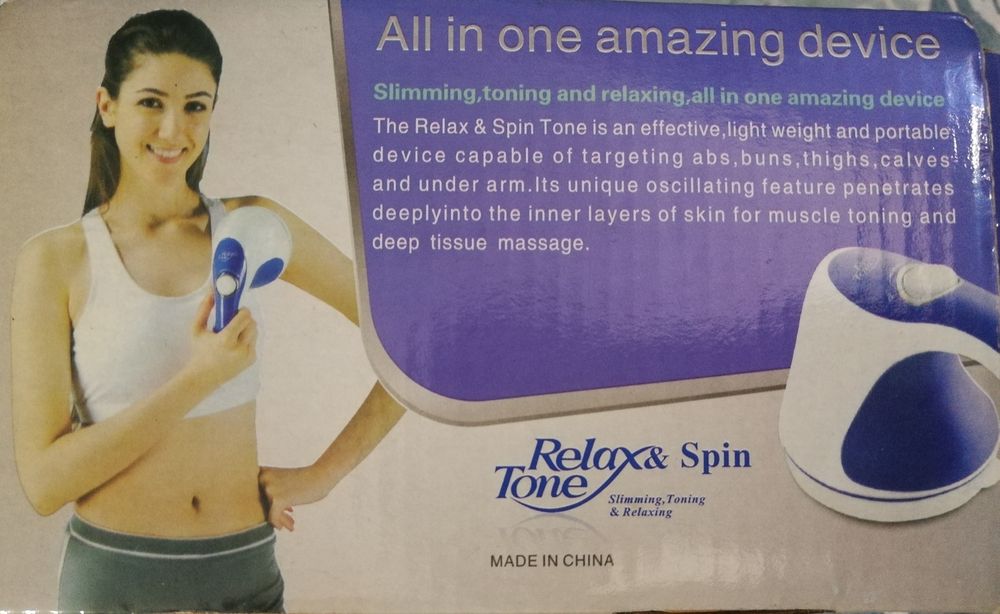 All in one amazing device
Slimming,toning and relaxing,all in one amazing device
The Relax & Spin Tone is an effective,light weight and portable
device capable of targeting abs,buns,thighs,calves
and under arm.Its unique oscillating feature penetrates
deeplyinto the inner layers of skin for muscle toning and
deep tissue massage.
Relax & Spin
Tone
Slimming,Toning
& Relaxing
MADE IN CHINA